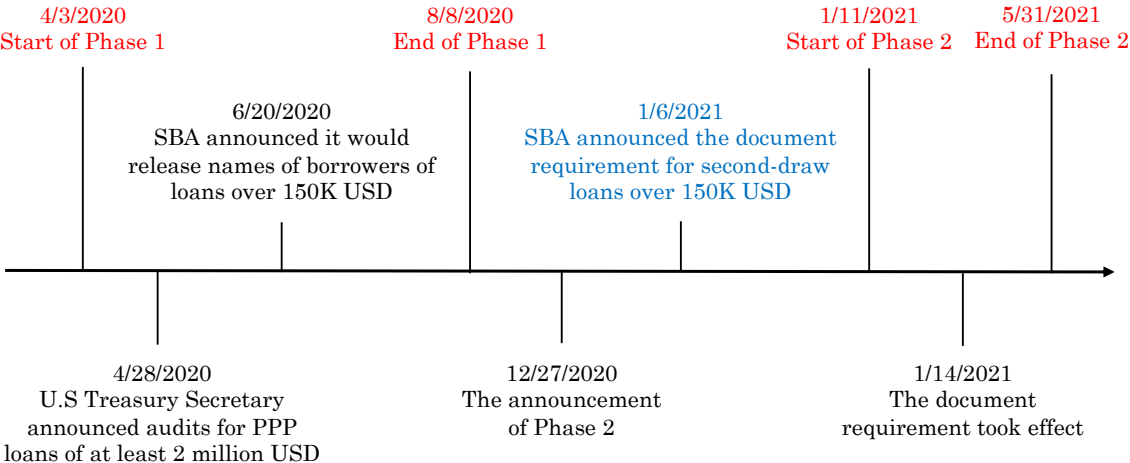 4/3/2020
Start of Phase 1
8/8/2020
End of Phase 1
1/11/2021
Start of Phase 2
5/31/2021
End of Phase 2
6/20/2020
SBA announced it would
release names of borrowers of
loans over 150K USD
1/6/2021
SBA announced the document
requirement for second-draw
loans over 150K USD
4/28/2020
U.S Treasury Secretary
announced audits for PPP
loans of at least 2 million USD
12/27/2020
The announcement
of Phase 2
1/14/2021
The document
requirement took effect